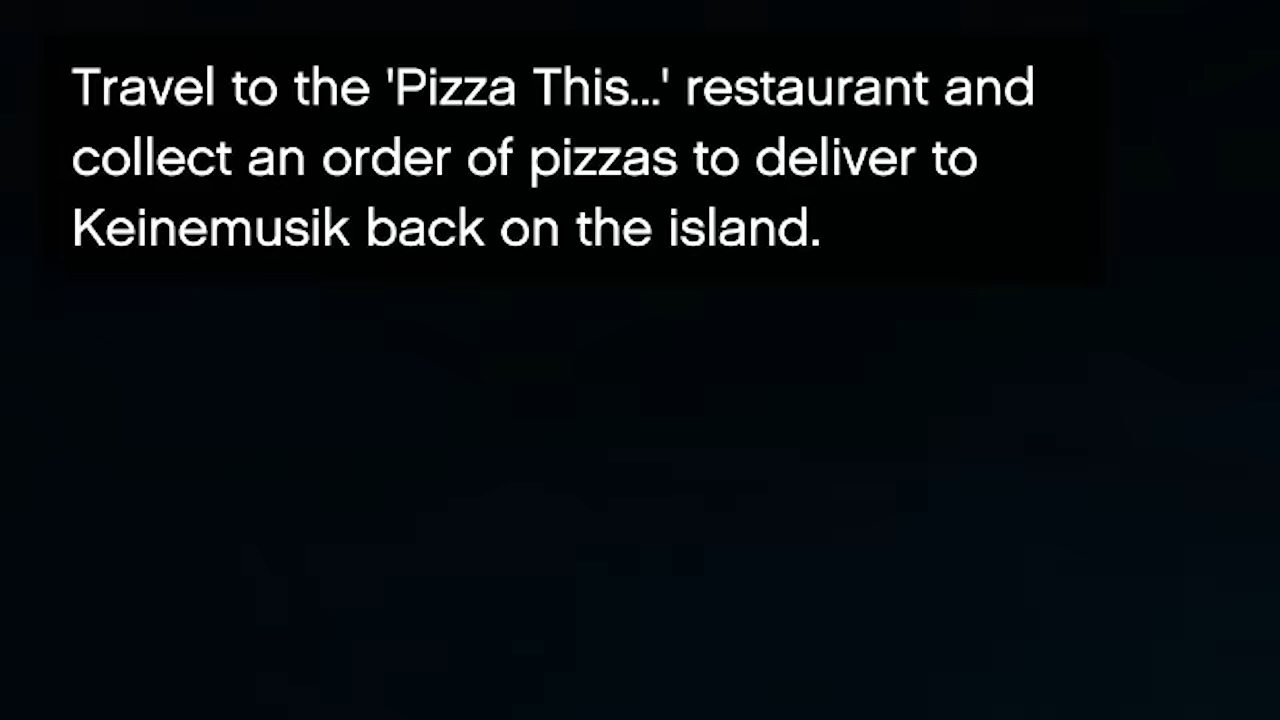 Travel to the 'Pizza This...' restaurant and
collect an order of pizzas to deliver to
Keinemusik back on the island.